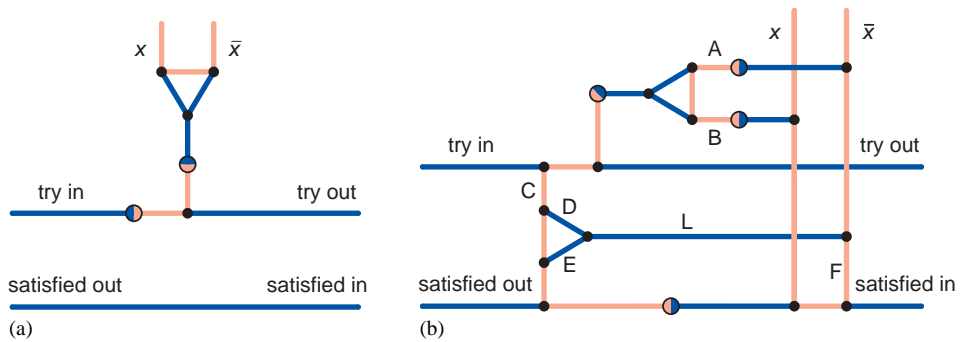 x x̄
try in try out
satisfied out satisfied in
(a)
x x̄
A
B
try in try out
C D
L
E
F
satisfied out satisfied in
(b)